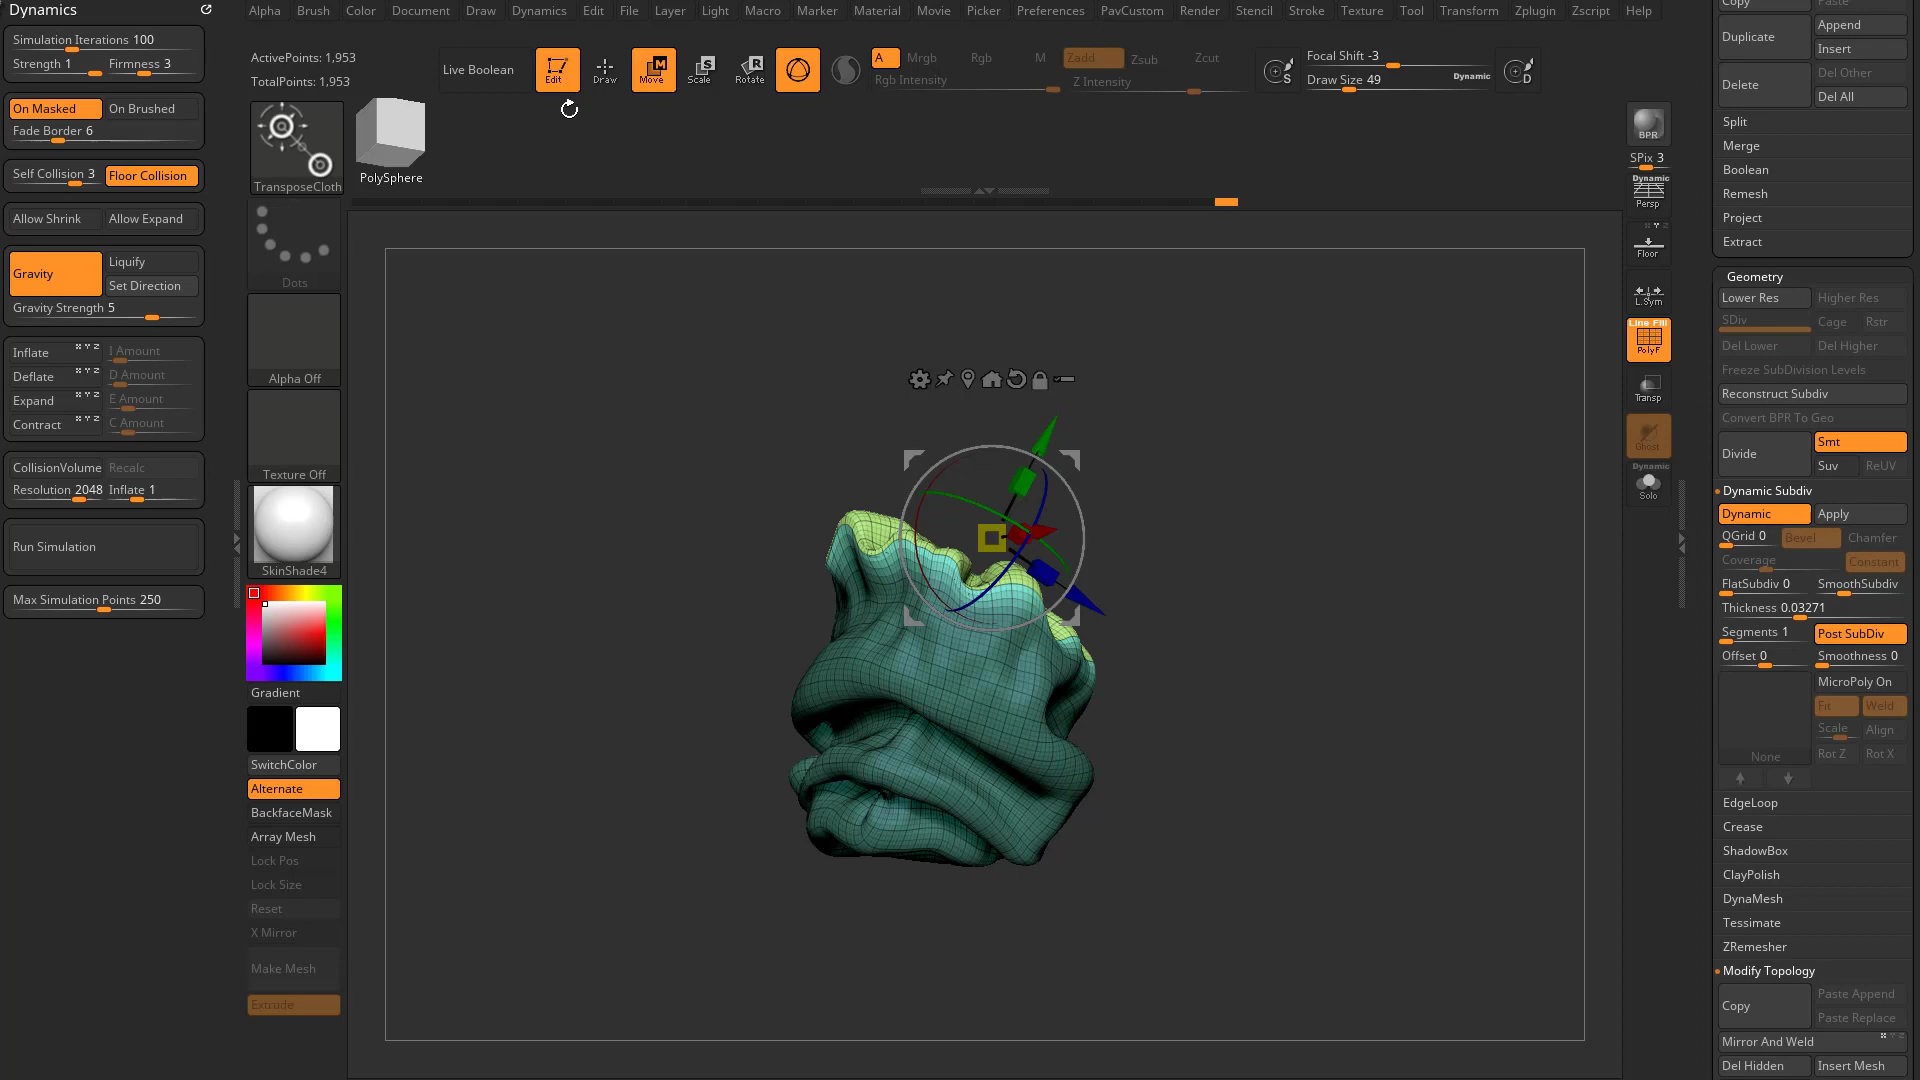 Dynamics
Simulation Iterations 100
Strength 1 Firmness 3
On Masked On Brushed
Fade Border 6
Self Collision 3 Floor Collision
Allow Shrink Allow Expand
Gravity
Liquify
Set Direction
Gravity Strength 5
Inflate X Y Z I Amount
Deflate X Y Z D Amount
Expand X Y Z E Amount
Contract X Y Z C Amount
CollisionVolume Recalc
Resolution 2048 Inflate 1
Run Simulation
Max Simulation Points 250
Alpha Brush Color Document Draw Dynamics Edit File Layer Light Macro Marker Material Movie Picker Preferences PavCustom Render Stencil Stroke Texture Tool Transform Zplugin Zscript Help
ActivePoints: 1,953
TotalPoints: 1,953
Live Boolean
Edit
Draw
M
Move
S
Scale
R
Rotate
A Mrgb Rgb M
Rgb Intensity
Zadd Zsub Zcut
Z Intensity
S
Focal Shift -3
Draw Size 49 Dynamic
D
TransposeCloth
PolySphere
Dots
Alpha Off
Texture Off
SkinShade4
Gradient
SwitchColor
Alternate
BackfaceMask
Array Mesh
Lock Pos
Lock Size
Reset
X Mirror
Make Mesh
Extrude
BPR
SPix 3
Dynamic
Persp
Floor
L.Sym
Line Fill
PolyF
Transp
Ghost
Dynamic
Solo
Copy Paste
Duplicate
Append
Insert
Delete
Del Other
Del All
Split
Merge
Boolean
Remesh
Project
Extract
Geometry
Lower Res Higher Res
SDiv Cage Rstr
Del Lower Del Higher
Freeze SubDivision Levels
Reconstruct Subdiv
Convert BPR To Geo
Divide
Smt
Suv ReUV
Dynamic Subdiv
Dynamic Apply
QGrid 0 Bevel Chamfer
Coverage Constant
FlatSubdiv 0 SmoothSubdiv
Thickness 0.03271
Segments 1 Post SubDiv
Offset 0 Smoothness 0
MicroPoly On
Fit Weld
Scale Align
None Rot Z Rot X
EdgeLoop
Crease
ShadowBox
ClayPolish
DynaMesh
Tessimate
ZRemesher
Modify Topology
Copy
Paste Append
Paste Replace
Mirror And Weld
Del Hidden Insert Mesh